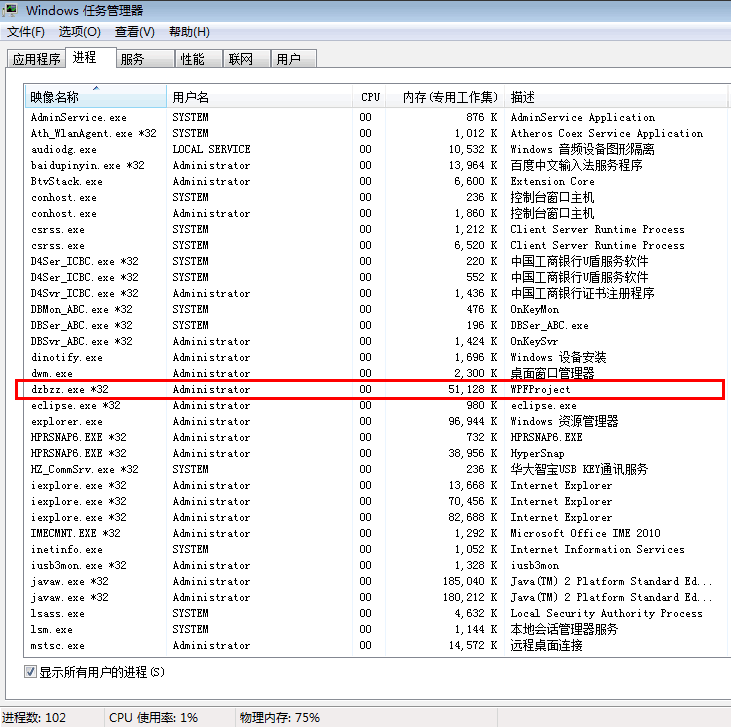 Windows 任务管理器
文件(F) 选项(O) 查看(V) 帮助(H)
应用程序 进程 服务 性能 联网 用户
映像名称 用户名 CPU 内存(专用工作集) 描述
AdminService.exe SYSTEM 00 876 K AdminService Application
Ath_WlanAgent.exe *32 SYSTEM 00 1,012 K Atheros Coex Service Application
audiodg.exe LOCAL SERVICE 00 10,532 K Windows 音频设备图形隔离
baidupinyin.exe *32 Administrator 00 13,964 K 百度中文输入法服务程序
BtvStack.exe Administrator 00 6,600 K Extension Core
conhost.exe SYSTEM 00 236 K 控制台窗口主机
conhost.exe Administrator 00 1,860 K 控制台窗口主机
csrss.exe SYSTEM 00 1,212 K Client Server Runtime Process
csrss.exe SYSTEM 00 6,520 K Client Server Runtime Process
D4Ser_ICBC.exe *32 SYSTEM 00 220 K 中国工商银行U盾服务软件
D4Ser_ICBC.exe *32 SYSTEM 00 552 K 中国工商银行U盾服务软件
D4Svr_ICBC.exe *32 Administrator 00 1,436 K 中国工商银行证书注册程序
DBMon_ABC.exe *32 SYSTEM 00 476 K OnKeyMon
DBSer_ABC.exe *32 SYSTEM 00 196 K DBSer_ABC.exe
DBSvr_ABC.exe *32 Administrator 00 1,424 K OnKeySvr
dinotify.exe Administrator 00 1,696 K Windows 设备安装
dwm.exe Administrator 00 2,300 K 桌面窗口管理器
dzbzz.exe *32 Administrator 00 51,128 K WPFProject
eclipse.exe *32 Administrator 00 980 K eclipse.exe
explorer.exe Administrator 00 96,944 K Windows 资源管理器
HPRSNAP6.EXE *32 Administrator 00 732 K HPRSNAP6.EXE
HPRSNAP6.EXE *32 Administrator 00 38,956 K HyperSnap
HZ_CommSrv.exe *32 SYSTEM 00 236 K 华大智宝USB KEY通讯服务
iexplore.exe *32 Administrator 00 13,668 K Internet Explorer
iexplore.exe *32 Administrator 00 70,456 K Internet Explorer
iexplore.exe *32 Administrator 00 82,688 K Internet Explorer
IMECMNT.EXE *32 Administrator 00 1,292 K Microsoft Office IME 2010
inetinfo.exe SYSTEM 00 1,052 K Internet Information Services
iusb3mon.exe *32 Administrator 00 1,328 K iusb3mon
javaw.exe *32 Administrator 00 185,040 K Java(TM) 2 Platform Standard Ed...
javaw.exe *32 Administrator 00 180,212 K Java(TM) 2 Platform Standard Ed...
lsass.exe SYSTEM 00 4,632 K Local Security Authority Process
lsm.exe SYSTEM 00 1,144 K 本地会话管理器服务
mstsc.exe Administrator 00 14,572 K 远程桌面连接
显示所有用户的进程(S)
进程数: 102 CPU 使用率: 1% 物理内存: 75%